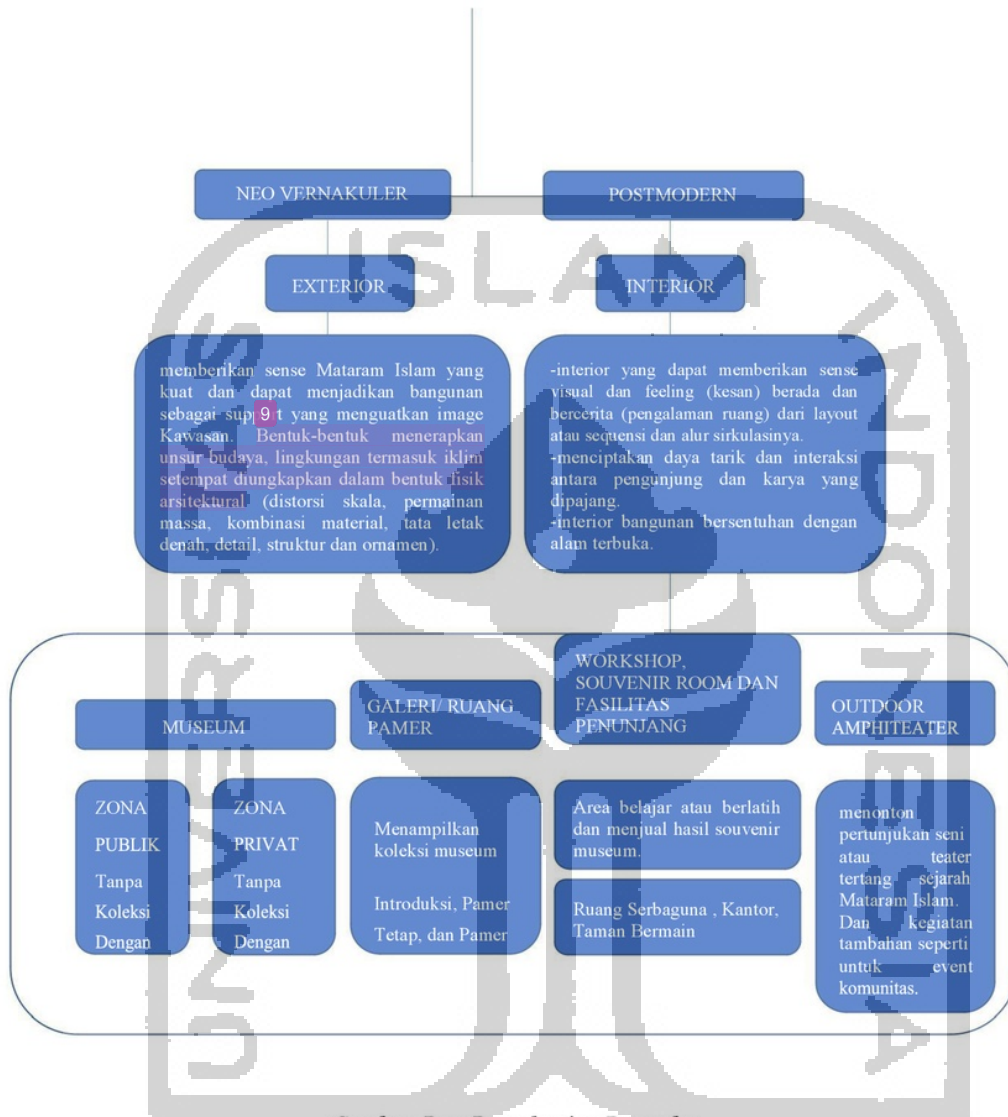 NEO VERNAKULER
POSTMODERN
EXTERIOR
INTERIOR
memberikan sense Mataram Islam yang
kuat dan dapat menjadikan bangunan
sebagai 9 yang menguatkan image
Kawasan. Bentuk-bentuk menerapkan
unsur budaya, lingkungan termasuk iklim
setempat diungkapkan dalam bentuk fisik
arsitektural (distorsi skala, permainan
massa, kombinasi material, tata letak
denah, detail, struktur dan ornamen).
-interior yang dapat memberikan sense
visual dan feeling (kesan) berada dan
bercerita (pengalaman ruang) dari layout
atau sequensi dan alur sirkulasinya.
-menciptakan daya tarik dan interaksi
antara pengunjung dan karya yang
dipajang.
-interior bangunan bersentuhan dengan
alam terbuka.
MUSEUM
GALERI/ RUANG
PAMER
WORKSHOP,
SOUVENIR ROOM DAN
FASILITAS
PENUNJANG
OUTDOOR
AMPHITEATER
ZONA
PUBLIK
Tanpa
Koleksi
Dengan
ZONA
PRIVAT
Tanpa
Koleksi
Dengan
Menampilkan
koleksi museum
Introduksi, Pamer
Tetap, dan Pamer
Area belajar atau berlatih
dan menjual hasil souvenir
museum.
Ruang Serbaguna , Kantor,
Taman Bermain
menonton
pertunjukan seni
atau teater
tertang sejarah
Mataram Islam.
Dan kegiatan
tambahan seperti
untuk event
komunitas.
UNIVERSITAS
ISLAM
INDONESIA